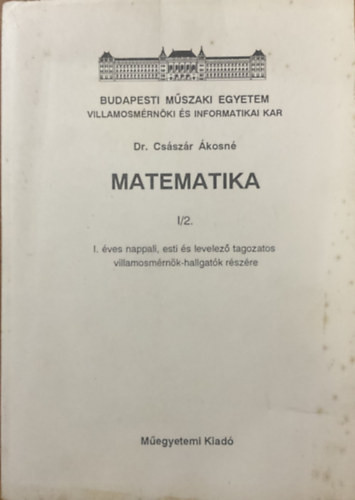 BUDAPESTI MŰSZAKI EGYETEM
VILLAMOSMÉRNÖKI ÉS INFORMATIKAI KAR
Dr. Császár Ákosné
MATEMATIKA
I/2.
I. éves nappali, esti és levelező tagozatos
villamosmérnök-hallgatók részére
Műegyetemi Kiadó